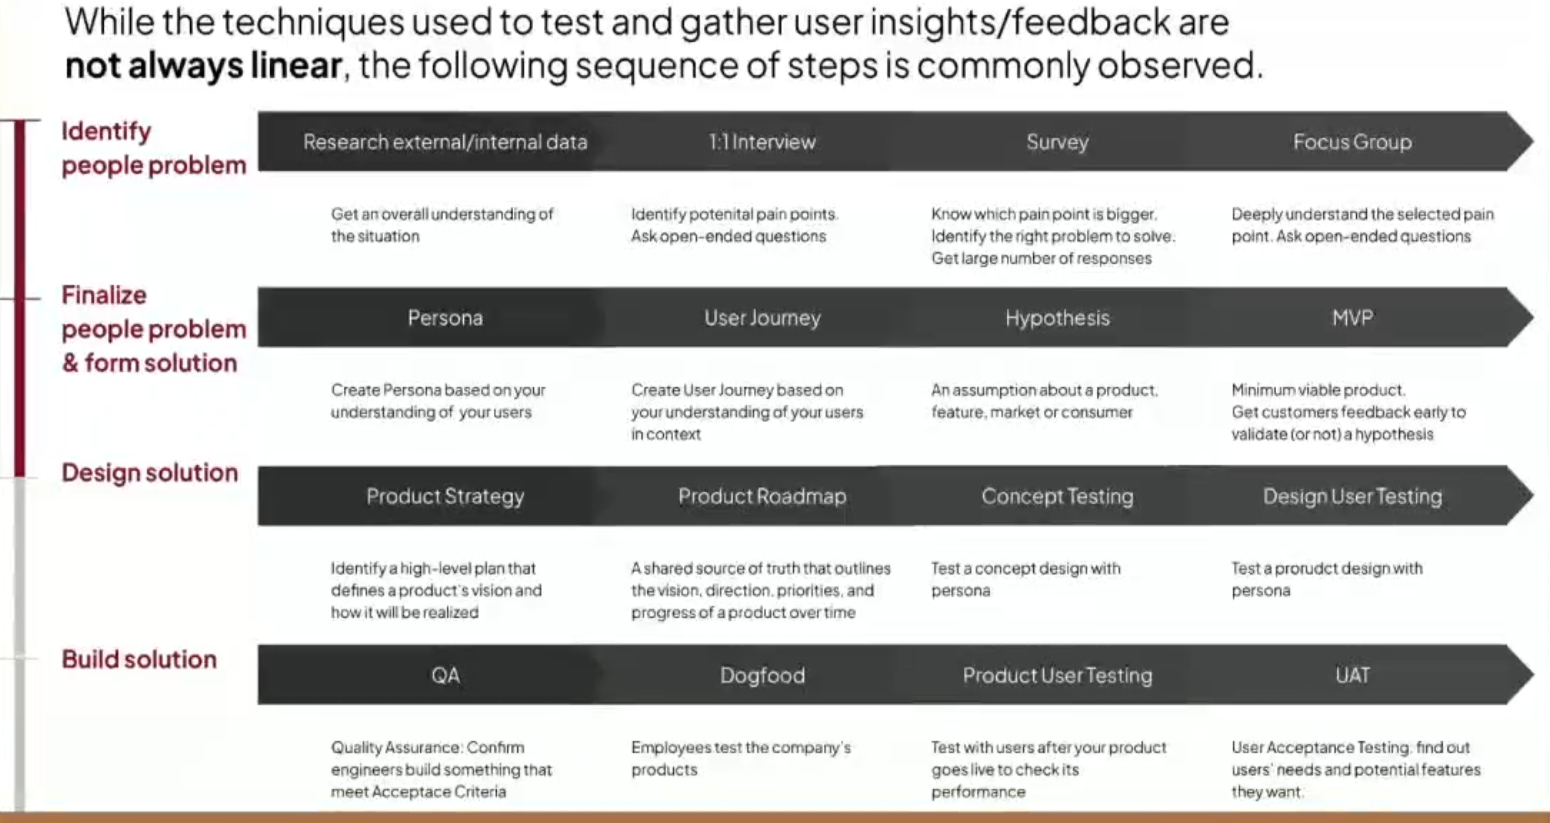 While the techniques used to test and gather user insights/feedback are
not always linear, the following sequence of steps is commonly observed.
Identify
people problem
Research external/internal data
1:1 Interview
Survey
Focus Group
Get an overall understanding of
the situation
Identify potenital pain points.
Ask open-ended questions
Know which pain point is bigger.
Identify the right problem to solve.
Get large number of responses
Deeply understand the selected pain
point. Ask open-ended questions
Finalize
people problem
& form solution
Persona
User Journey
Hypothesis
MVP
Create Persona based on your
understanding of your users
Create User Journey based on
your understanding of your users
in context
An assumption about a product,
feature, market or consumer
Minimum viable product.
Get customers feedback early to
validate (or not) a hypothesis
Design solution
Product Strategy
Product Roadmap
Concept Testing
Design User Testing
Identify a high-level plan that
defines a product's vision and
how it will be realized
A shared source of truth that outlines
the vision, direction, priorities, and
progress of a product over time
Test a concept design with
persona
Test a prorudct design with
persona
Build solution
QA
Dogfood
Product User Testing
UAT
Quality Assurance: Confirm
engineers build something that
meet Acceptace Criteria
Employees test the company's
products
Test with users after your product
goes live to check its
performance
User Acceptance Testing: find out
users' needs and potential features
they want.